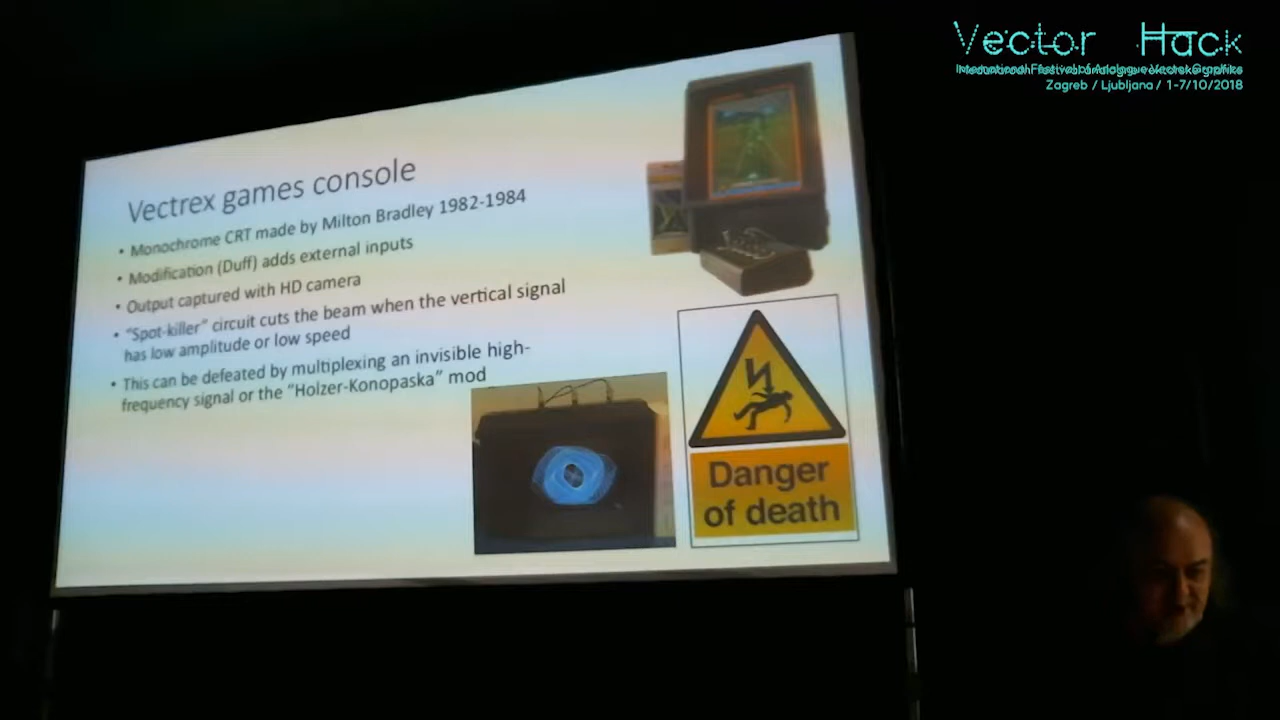 Vector Hack
Zagreb / Ljubljana / 1-7/10/2018
Vectrex games console
• Monochrome CRT made by Milton Bradley 1982-1984
• Modification (Duff) adds external inputs
• Output captured with HD camera
• "Spot-killer" circuit cuts the beam when the vertical signal
has low amplitude or low speed
• This can be defeated by multiplexing an invisible high-
frequency signal or the "Holzer-Konopaska" mod
Danger
of death